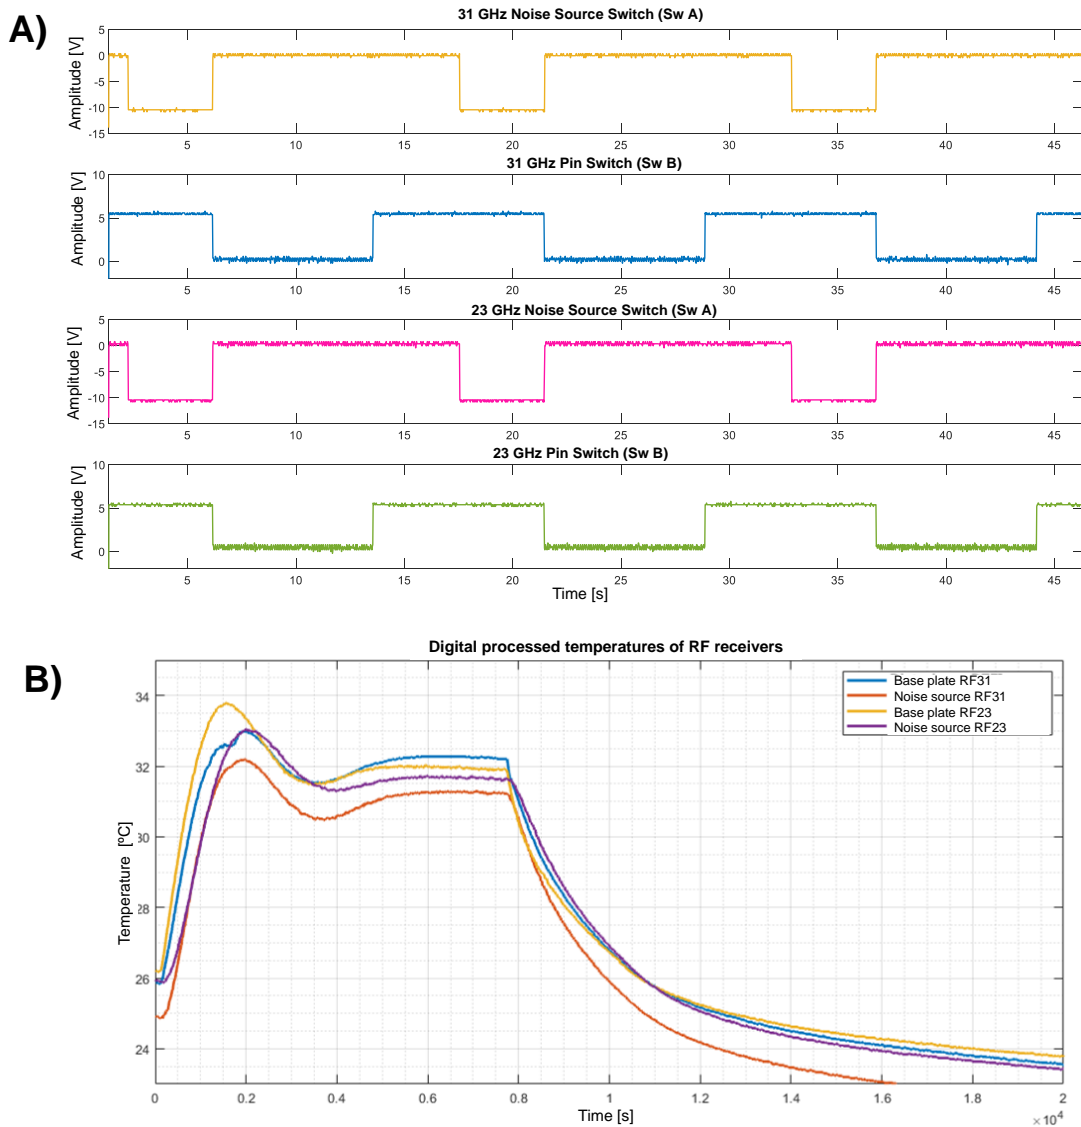 A)
31 GHz Noise Source Switch (Sw A)
Amplitude [V]
5
0
-5
-10
-15
5 10 15 20 25 30 35 40 45
31 GHz Pin Switch (Sw B)
Amplitude [V]
10
5
0
5 10 15 20 25 30 35 40 45
23 GHz Noise Source Switch (Sw A)
Amplitude [V]
5
0
-5
-10
-15
5 10 15 20 25 30 35 40 45
23 GHz Pin Switch (Sw B)
Amplitude [V]
10
5
0
5 10 15 20 25 30 35 40 45
Time [s]
B)
Digital processed temperatures of RF receivers
Base plate RF31
Noise source RF31
Base plate RF23
Noise source RF23
Temperature [ºC]
34
32
30
28
26
24
0 0.2 0.4 0.6 0.8 1 1.2 1.4 1.6 1.8 2
Time [s]
×10⁴